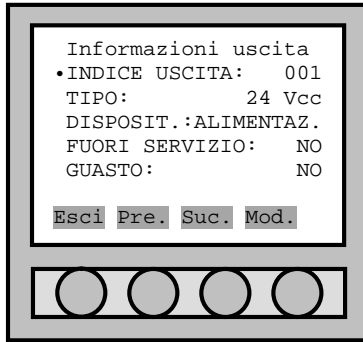 Informazioni uscita
•INDICE USCITA: 001
TIPO: 24 Vcc
DISPOSIT.:ALIMENTAZ.
FUORI SERVIZIO: NO
GUASTO: NO
Esci Pre. Suc. Mod.